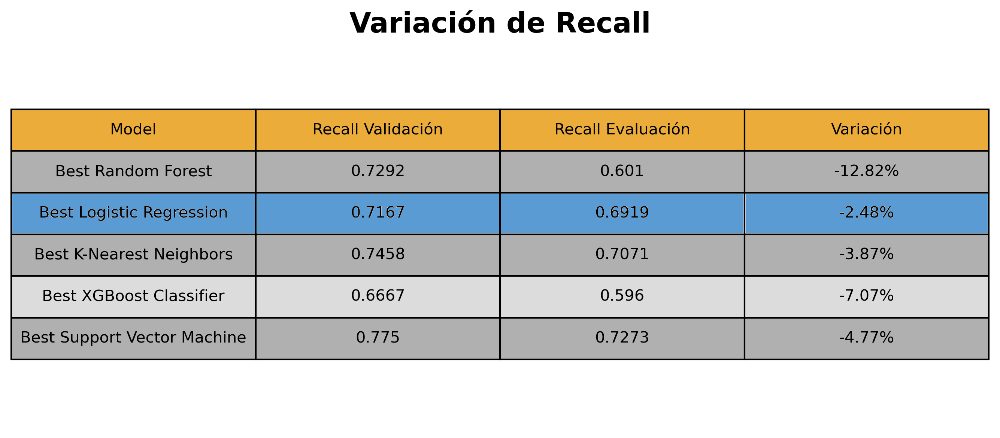 Variación de Recall
Model Recall Validación Recall Evaluación Variación
Best Random Forest 0.7292 0.601 -12.82%
Best Logistic Regression 0.7167 0.6919 -2.48%
Best K-Nearest Neighbors 0.7458 0.7071 -3.87%
Best XGBoost Classifier 0.6667 0.596 -7.07%
Best Support Vector Machine 0.775 0.7273 -4.77%